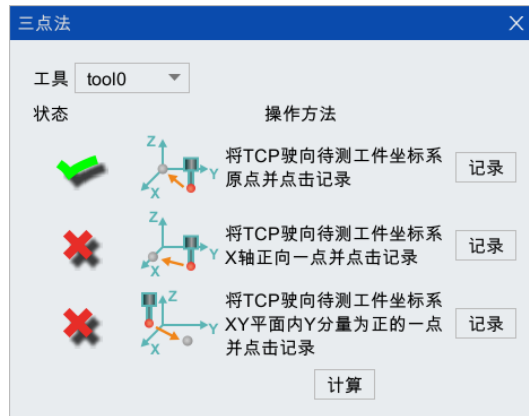 三点法
工具 tool0
状态 操作方法
Z
Y
X
将TCP驶向待测工件坐标系
原点并点击记录
记录
Z
Y
X
将TCP驶向待测工件坐标系
X轴正向一点并点击记录
记录
Z
Y
X
将TCP驶向待测工件坐标系
XY平面内Y分量为正的一点
并点击记录
记录
计算